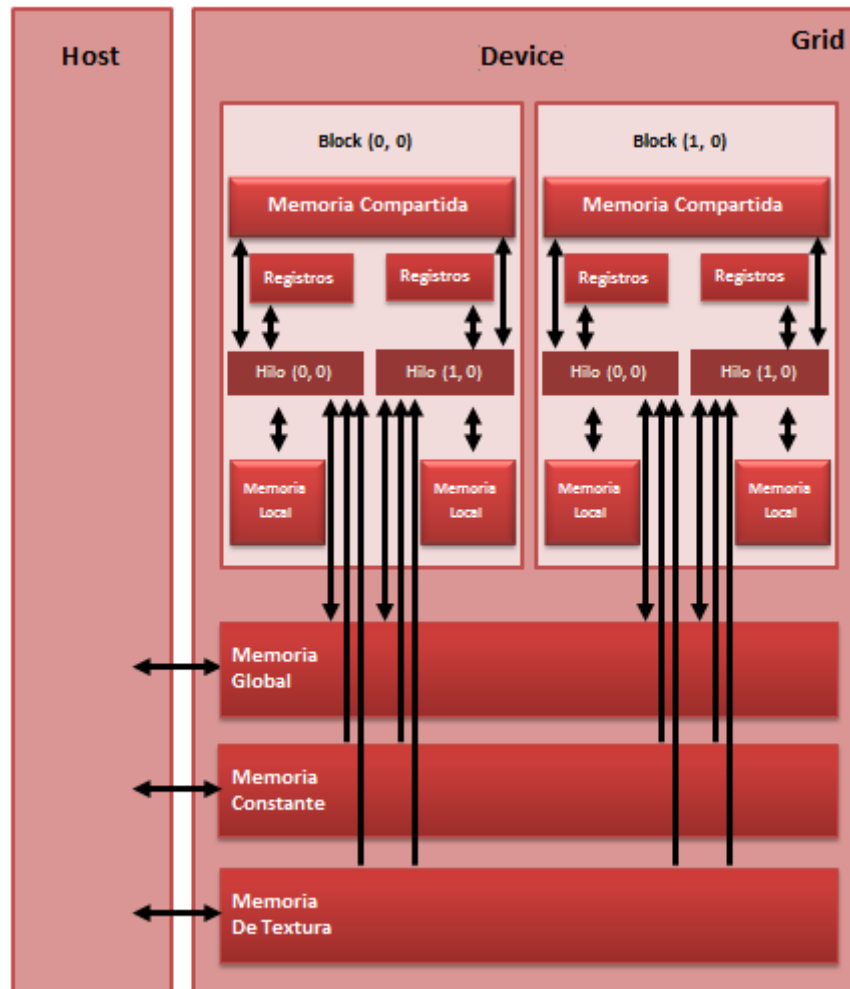 Host
Device
Grid
Block (0, 0)
Memoria Compartida
Registros
Registros
Hilo (0, 0)
Hilo (1, 0)
Memoria
Local
Memoria
Local
Block (1, 0)
Memoria Compartida
Registros
Registros
Hilo (0, 0)
Hilo (1, 0)
Memoria
Local
Memoria
Local
Memoria
Global
Memoria
Constante
Memoria
De Textura